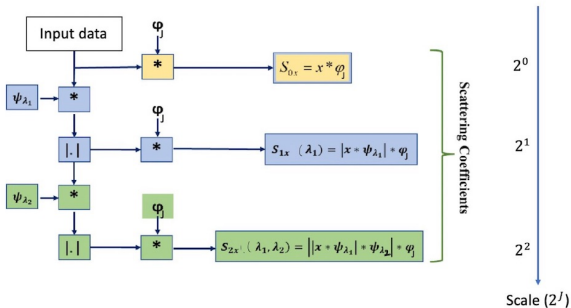 Input data
φJ
*
S0x = x * φJ
2^0
ψλ1
*
φJ
|.|
*
S1x (λ1) = |x * ψλ1| * φJ
2^1
ψλ2
*
φJ
|.|
*
S2x (λ1, λ2) = ||x * ψλ1| * ψλ2| * φJ
2^2
Scattering Coefficients
Scale (2^J)